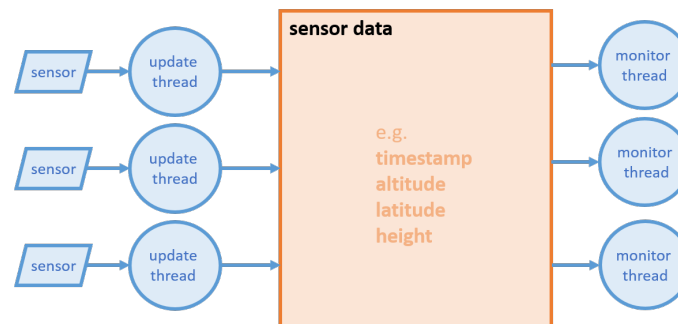 sensor data
sensor
update
thread
monitor
thread
sensor
update
thread
e.g.
timestamp
altitude
latitude
height
monitor
thread
sensor
update
thread
monitor
thread